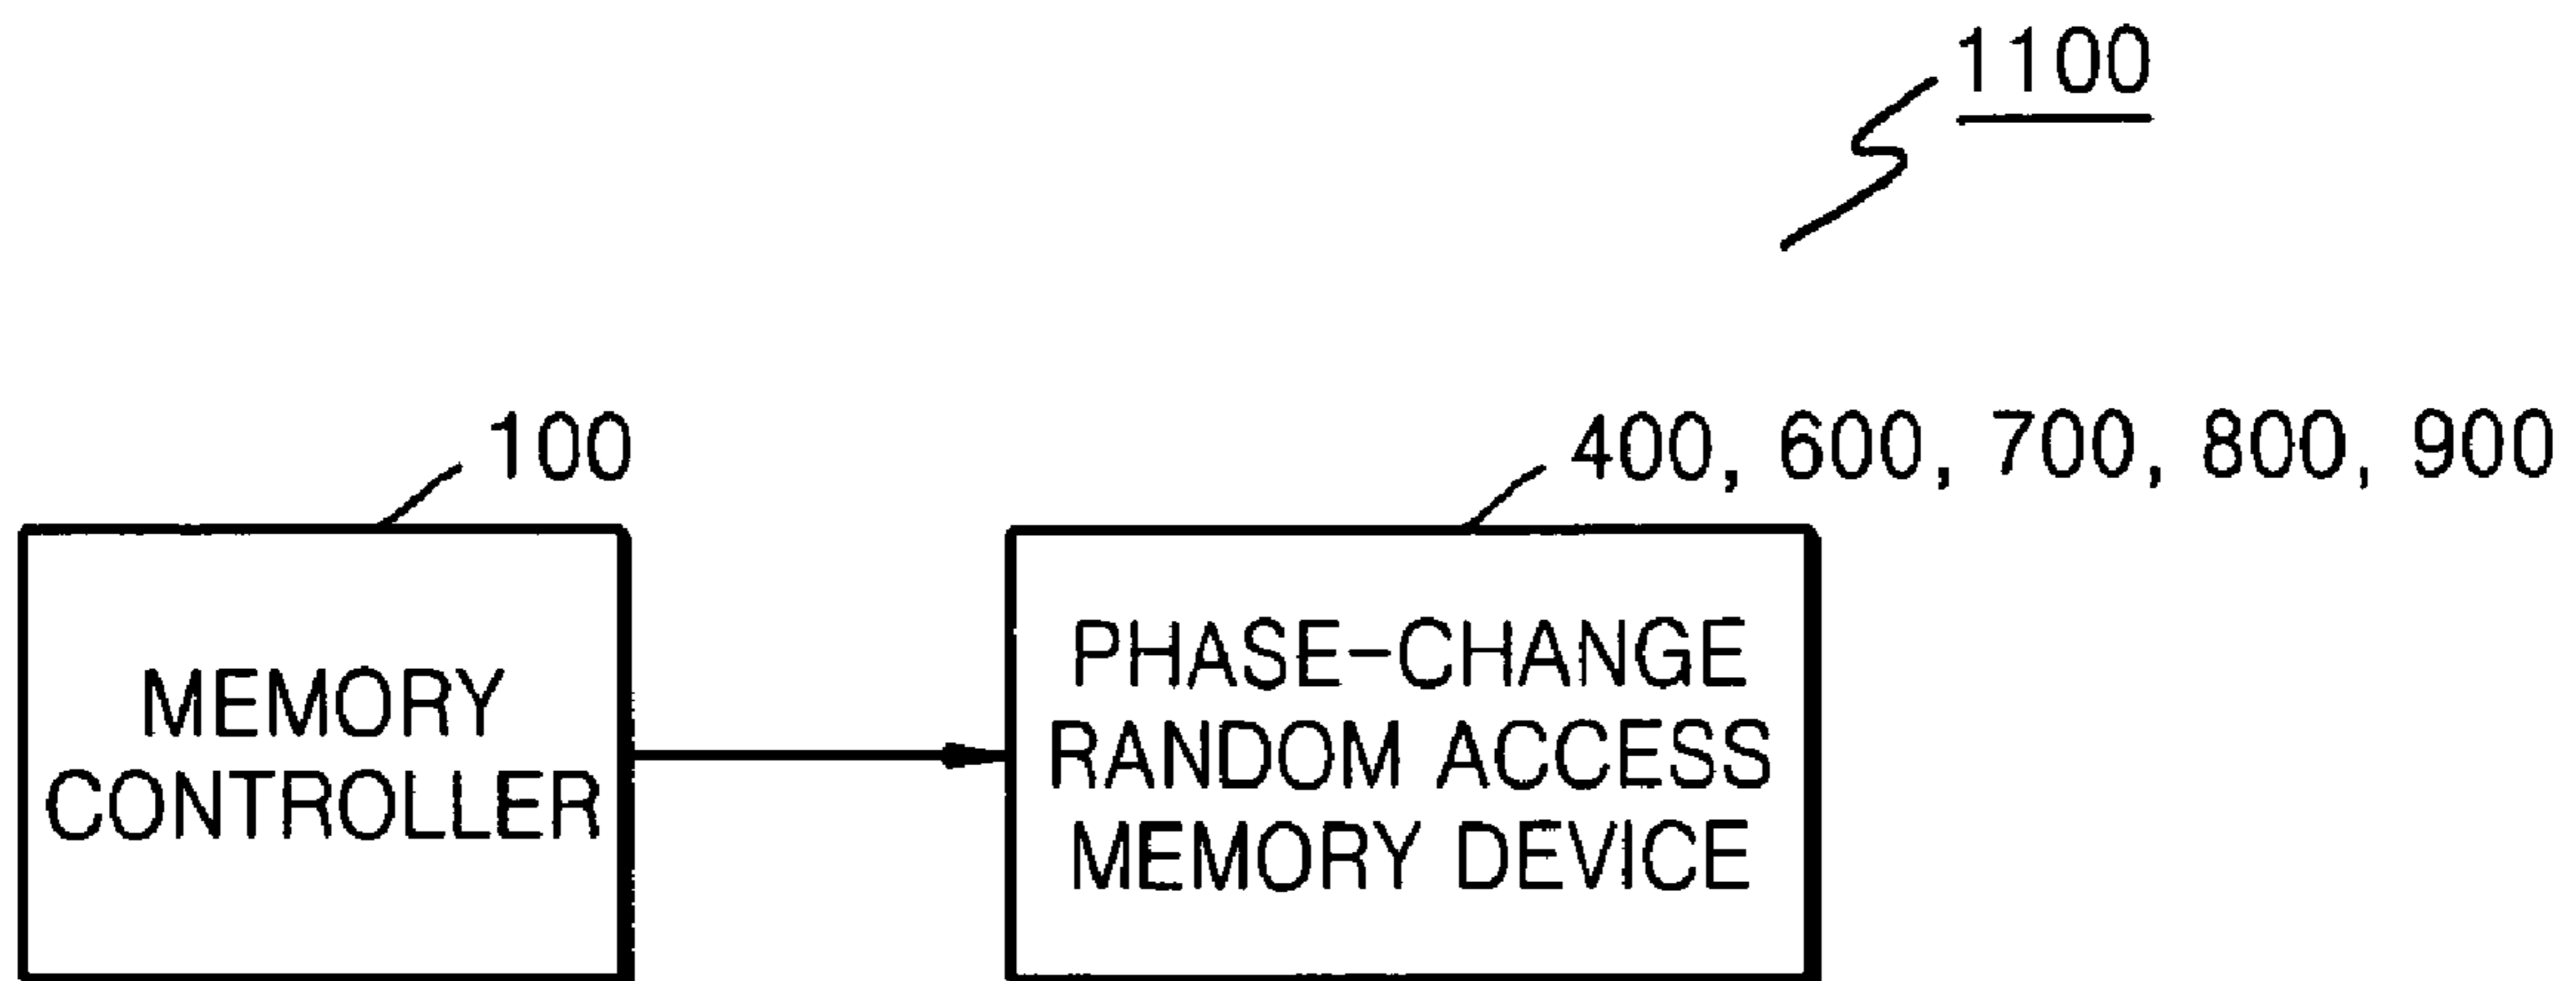 1100
100
400, 600, 700, 800, 900
MEMORY
CONTROLLER
PHASE-CHANGE
RANDOM ACCESS
MEMORY DEVICE